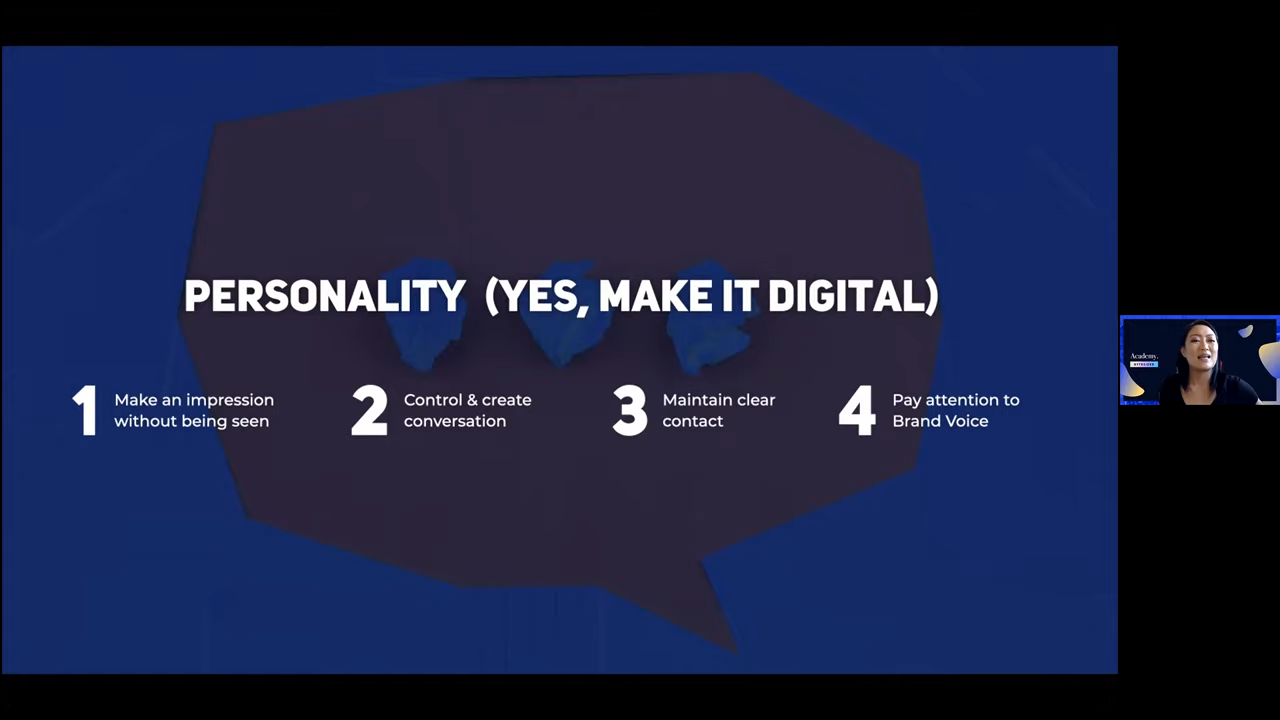 PERSONALITY (YES, MAKE IT DIGITAL)
1 Make an impression
without being seen
2 Control & create
conversation
3 Maintain clear
contact
4 Pay attention to
Brand Voice
Academy.